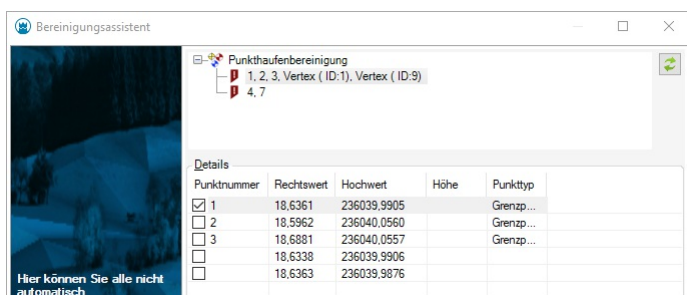 Bereinigungsassistent
Punkthaufenbereinigung
1, 2, 3, Vertex ( ID:1), Vertex ( ID:9)
4, 7
Details
Punktnummer Rechtswert Hochwert Höhe Punkttyp
1 18,6361 236039,9905 Grenzp...
2 18,5962 236040,0560 Grenzp...
3 18,6881 236040,0557 Grenzp...
18,6338 236039,9906
18,6363 236039,9876
Hier können Sie alle nicht
automatisch